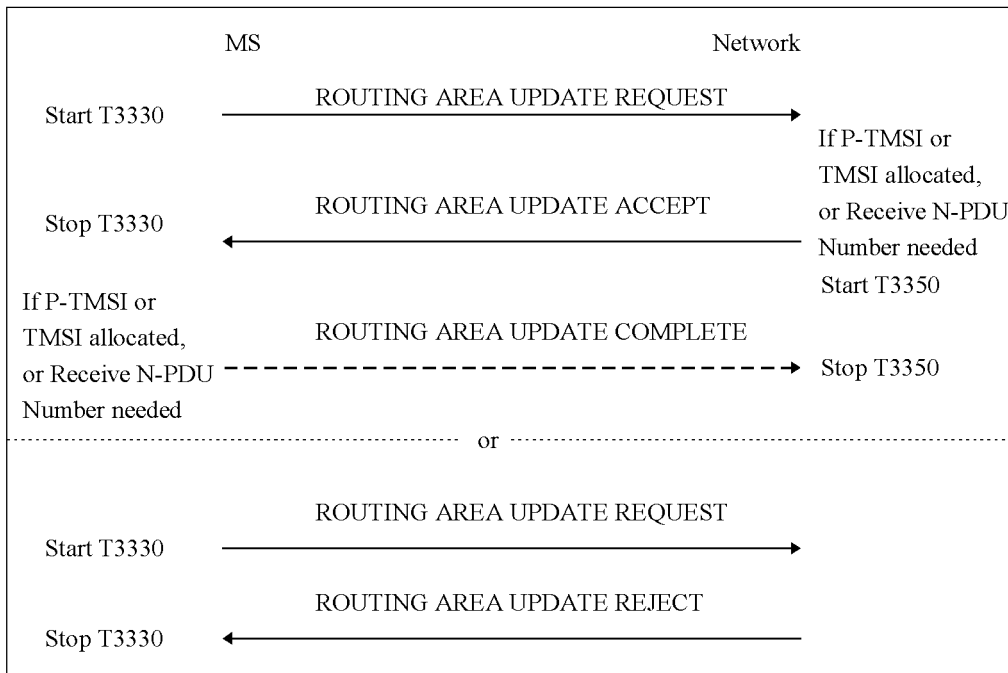 MS Network
ROUTING AREA UPDATE REQUEST
Start T3330
If P-TMSI or
TMSI allocated,
or Receive N-PDU
Number needed
Start T3350
ROUTING AREA UPDATE ACCEPT
Stop T3330
If P-TMSI or
TMSI allocated,
or Receive N-PDU
Number needed
ROUTING AREA UPDATE COMPLETE
Stop T3350
or
ROUTING AREA UPDATE REQUEST
Start T3330
ROUTING AREA UPDATE REJECT
Stop T3330